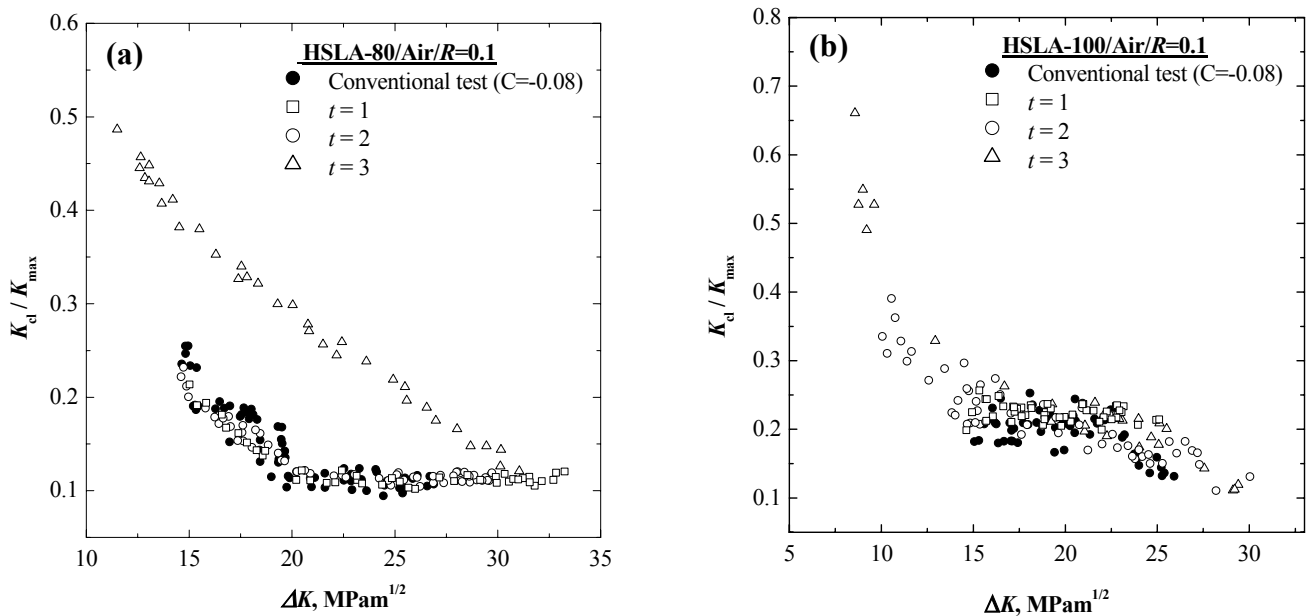 (a)
HSLA-80/Air/R=0.1
Conventional test (C=-0.08)
t = 1
t = 2
t = 3
0.6
0.5
0.4
0.3
0.2
0.1
K_cl / K_max
10 15 20 25 30 35
ΔK, MPam^1/2
(b)
HSLA-100/Air/R=0.1
Conventional test (C=-0.08)
t = 1
t = 2
t = 3
0.8
0.7
0.6
0.5
0.4
0.3
0.2
0.1
K_cl / K_max
5 10 15 20 25 30
ΔK, MPam^1/2